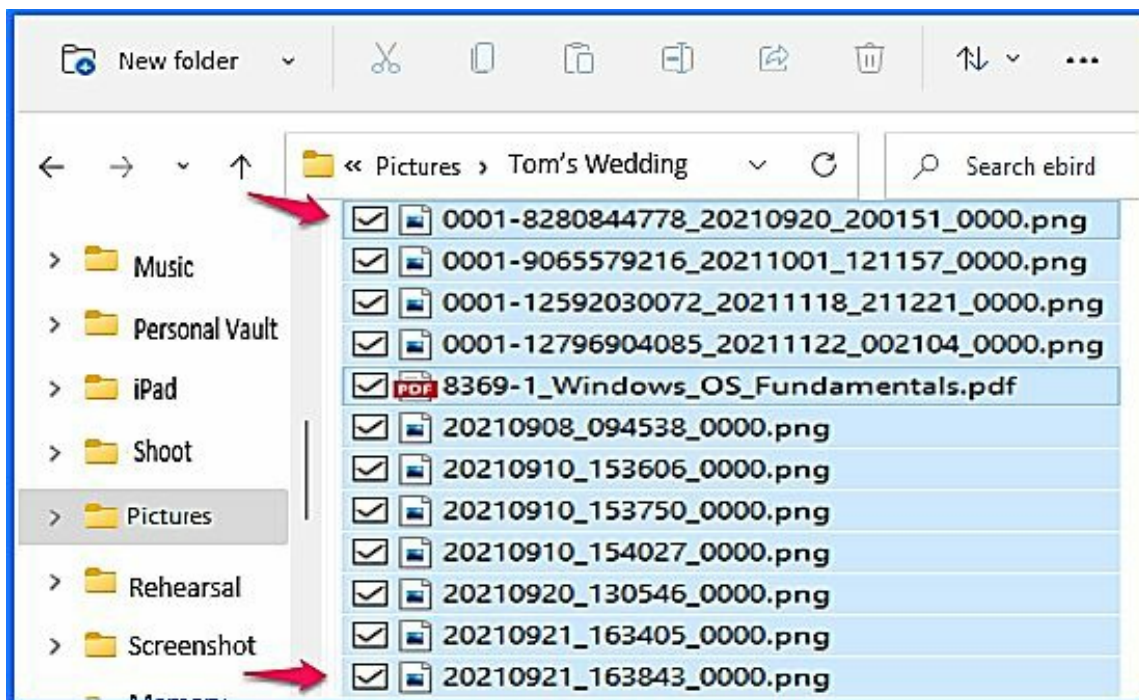 New folder
« Pictures › Tom's Wedding
Search ebird
Music
Personal Vault
iPad
Shoot
Pictures
Rehearsal
Screenshot
0001-8280844778_20210920_200151_0000.png
0001-9065579216_20211001_121157_0000.png
0001-12592030072_20211118_211221_0000.png
0001-12796904085_20211122_002104_0000.png
PDF 8369-1_Windows_OS_Fundamentals.pdf
20210908_094538_0000.png
20210910_153606_0000.png
20210910_153750_0000.png
20210910_154027_0000.png
20210920_130546_0000.png
20210921_163405_0000.png
20210921_163843_0000.png